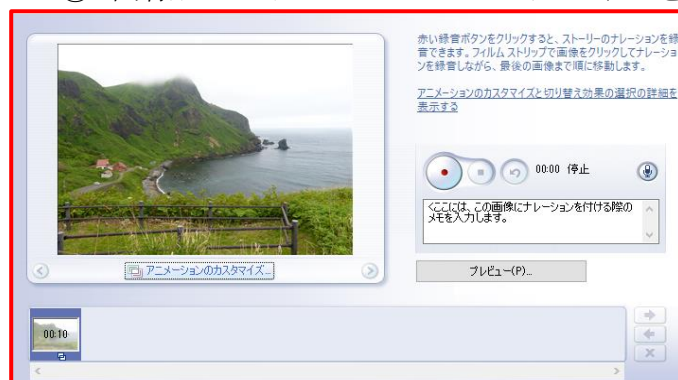 赤い録音ボタンをクリックすると、ストーリーのナレーションを録
音できます。フィルム ストリップで画像をクリックしてナレーショ
ンを録音しながら、最後の画像まで順に移動します。
アニメーションのカスタマイズと切り替え効果の選択の詳細を
表示する
00:00 停止
<ここには、この画像にナレーションを付ける際の
メモを入力します。
アニメーションのカスタマイズ...
プレビュー(P)...
00:10